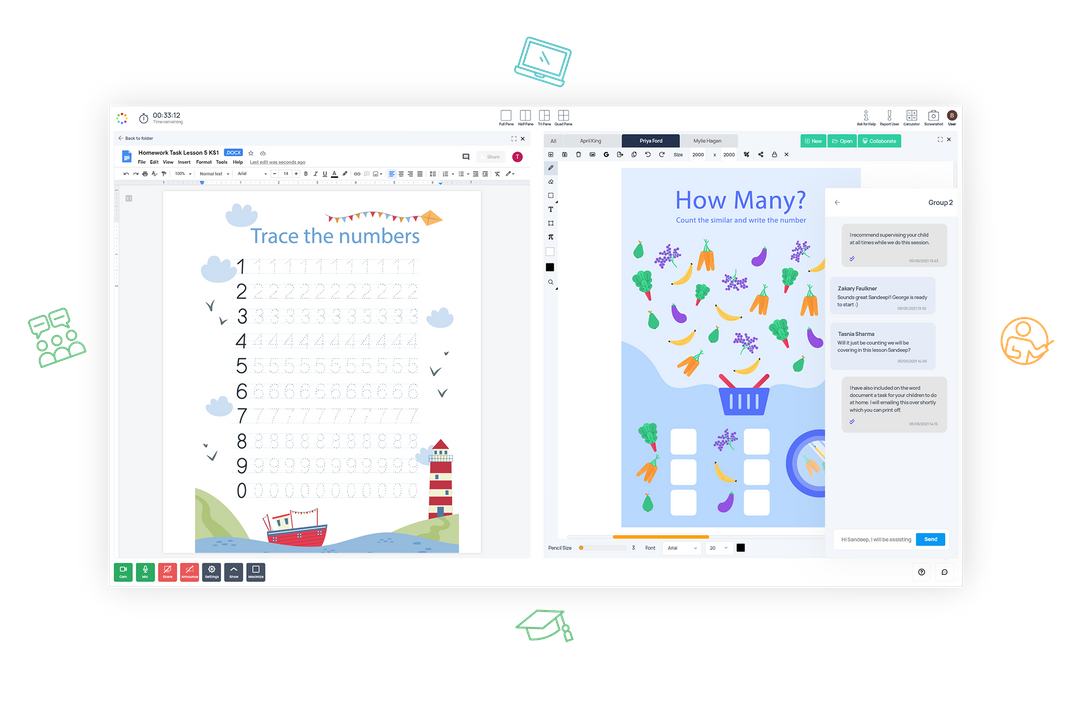 00:33:12
Time remaining
Full Pane
Half Pane
Tri Pane
Quad Pane
Ask for Help
Report User
Calculator
Screenshot
B
User
Back to folder
Homework Task Lesson 5 KS1 .DOCX
File Edit View Insert Format Tools Help Last edit was seconds ago
Share
T
100% Normal text Arial 14 B I U A
Trace the numbers
1 1 1 1 1 1 1 1 1 1 1 1
2 2 2 2 2 2 2 2 2 2 2 2
3 3 3 3 3 3 3 3 3 3 3 3
4 4 4 4 4 4 4 4 4 4 4 4
5 5 5 5 5 5 5 5 5 5 5 5
6 6 6 6 6 6 6 6 6 6 6 6
7 7 7 7 7 7 7 7 7 7 7 7
8 8 8 8 8 8 8 8 8 8 8 8
9 9 9 9 9 9 9 9 9 9 9 9
0 0 0 0 0 0 0 0 0 0 0 0
All April King Priya Ford Mylie Hagan
New Open Collaborate
Size 2000 x 2000
T
How Many?
Count the similar and write the number
Group 2
I recommend supervising your child
at all times while we do this session.
Zakary Faulkner
Sounds great Sandeep!! George is ready
to start :)
Tasnia Sharma
Will it just be counting we will be
covering in this lesson Sandeep?
I have also included on the word
document a task for your children to do
at home. I will emailing this over shortly
which you can print off.
Hi Sandeep, I will be assisting
Send
Pencil Size 3 Font Arial 20
Cam
Mic
Share
Announce
Settings
Show
Maximize